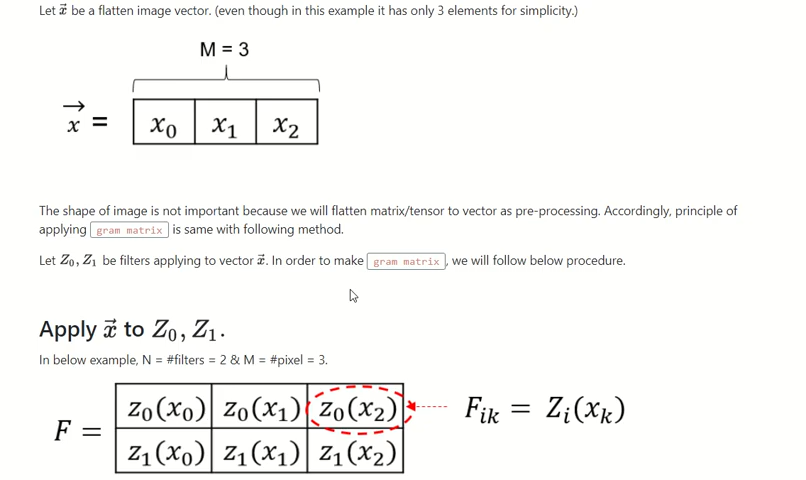 Let x⃗ be a flatten image vector. (even though in this example it has only 3 elements for simplicity.)
M = 3
x⃗ = x₀ x₁ x₂
The shape of image is not important because we will flatten matrix/tensor to vector as pre-processing. Accordingly, principle of
applying gram matrix is same with following method.
Let Z₀, Z₁ be filters applying to vector x⃗. In order to make gram matrix, we will follow below procedure.
Apply x⃗ to Z₀, Z₁.
In below example, N = #filters = 2 & M = #pixel = 3.
z₀(x₀) z₀(x₁) z₀(x₂)
F = 
z₁(x₀) z₁(x₁) z₁(x₂)
Fᵢₖ = Zᵢ(xₖ)